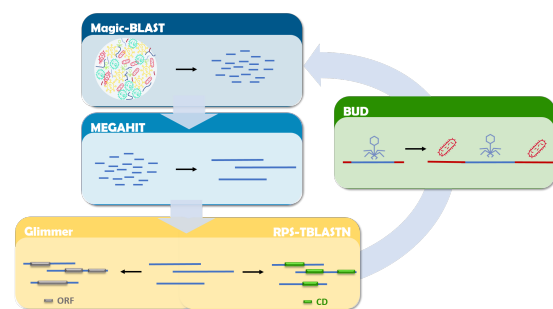 Magic-BLAST
MEGAHIT
BUD
Glimmer
RPS-TBLASTN
ORF
CD